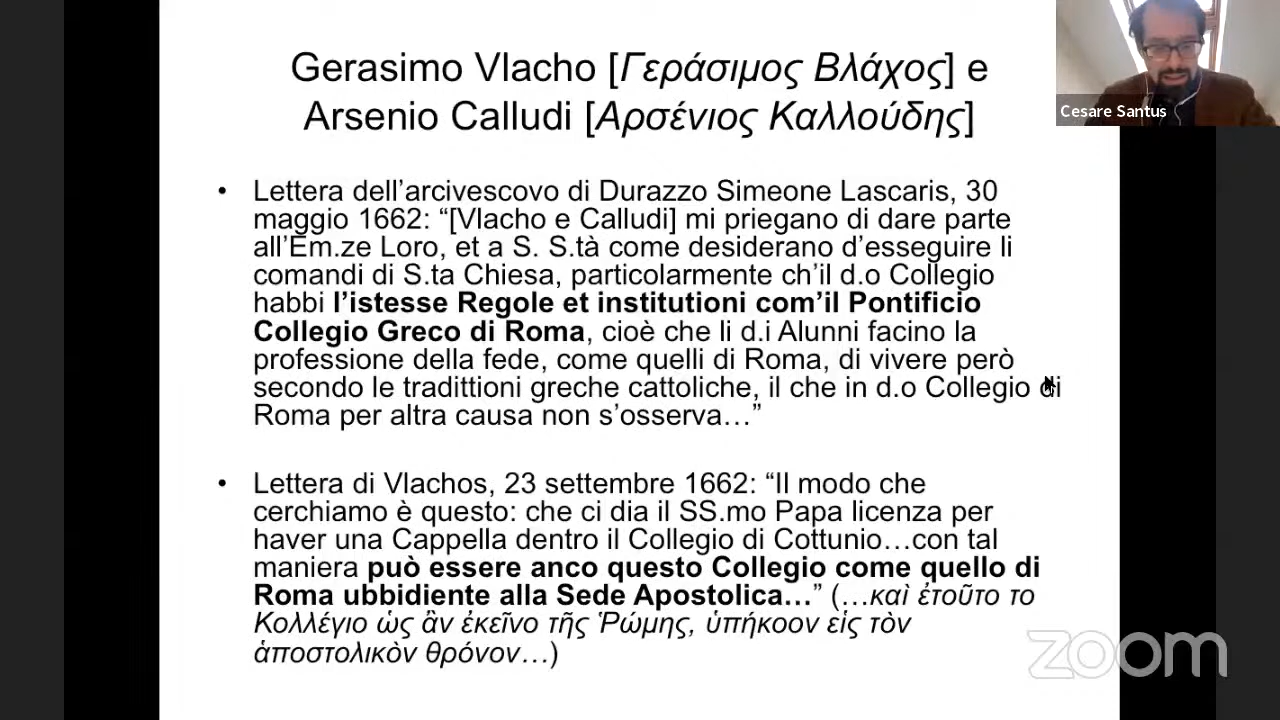 Gerasimo Vlacho [Γεράσιμος Βλάχος] e
Arsenio Calludi [Αρσένιος Καλλούδης]
Cesare Santus
• Lettera dell’arcivescovo di Durazzo Simeone Lascaris, 30
maggio 1662: “[Vlacho e Calludi] mi priegano di dare parte
all’Em.ze Loro, et a S. S.tà come desiderano d’eseguire li
comandi di S.ta Chiesa, particolarmente ch’il d.o Collegio
habbi l’istesse Regole et institutioni com’il Pontificio
Collegio Greco di Roma, cioè che li d.i Alunni facino la
professione della fede, come quelli di Roma, di vivere però
secondo le tradittioni greche cattoliche, il che in d.o Collegio di
Roma per altra causa non s’osserva…”
• Lettera di Vlachos, 23 settembre 1662: “Il modo che
cerchiamo è questo: che ci dia il SS.mo Papa licenza per
haver una Cappella dentro il Collegio di Cottunio…con tal
maniera può essere anco questo Collegio come quello di
Roma ubbidiente alla Sede Apostolica…” (…καὶ ἐτοῦτο το
Κολλέγιο ὡς ἂν ἐκεῖνο τῆς Ῥώμης, ὑπήκοον εἰς τὸν
ἀποστολικὸν θρόνον…)
zoom